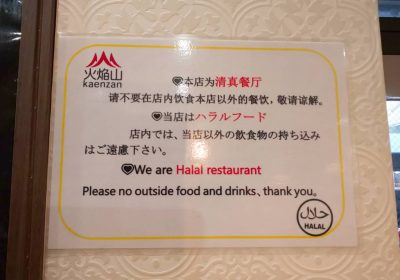 火焔山
kaenzan
♥本店为清真餐厅
请不要在店内饮食本店以外的餐饮，敬请谅解。
♥当店はハラルフード
店内では、当店以外の飲食物の持ち込み
はご遠慮下さい。
♥We are Halal restaurant
Please no outside food and drinks、thank you。
حلال
HALAL